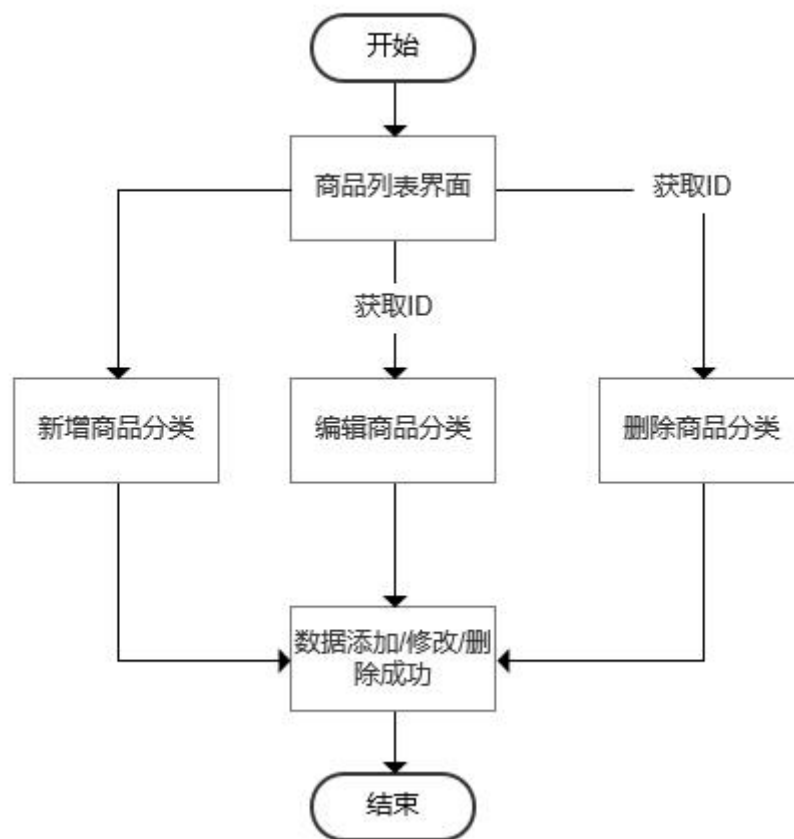 开始
商品列表界面
获取ID
获取ID
新增商品分类
编辑商品分类
删除商品分类
数据添加/修改/删
除成功
结束